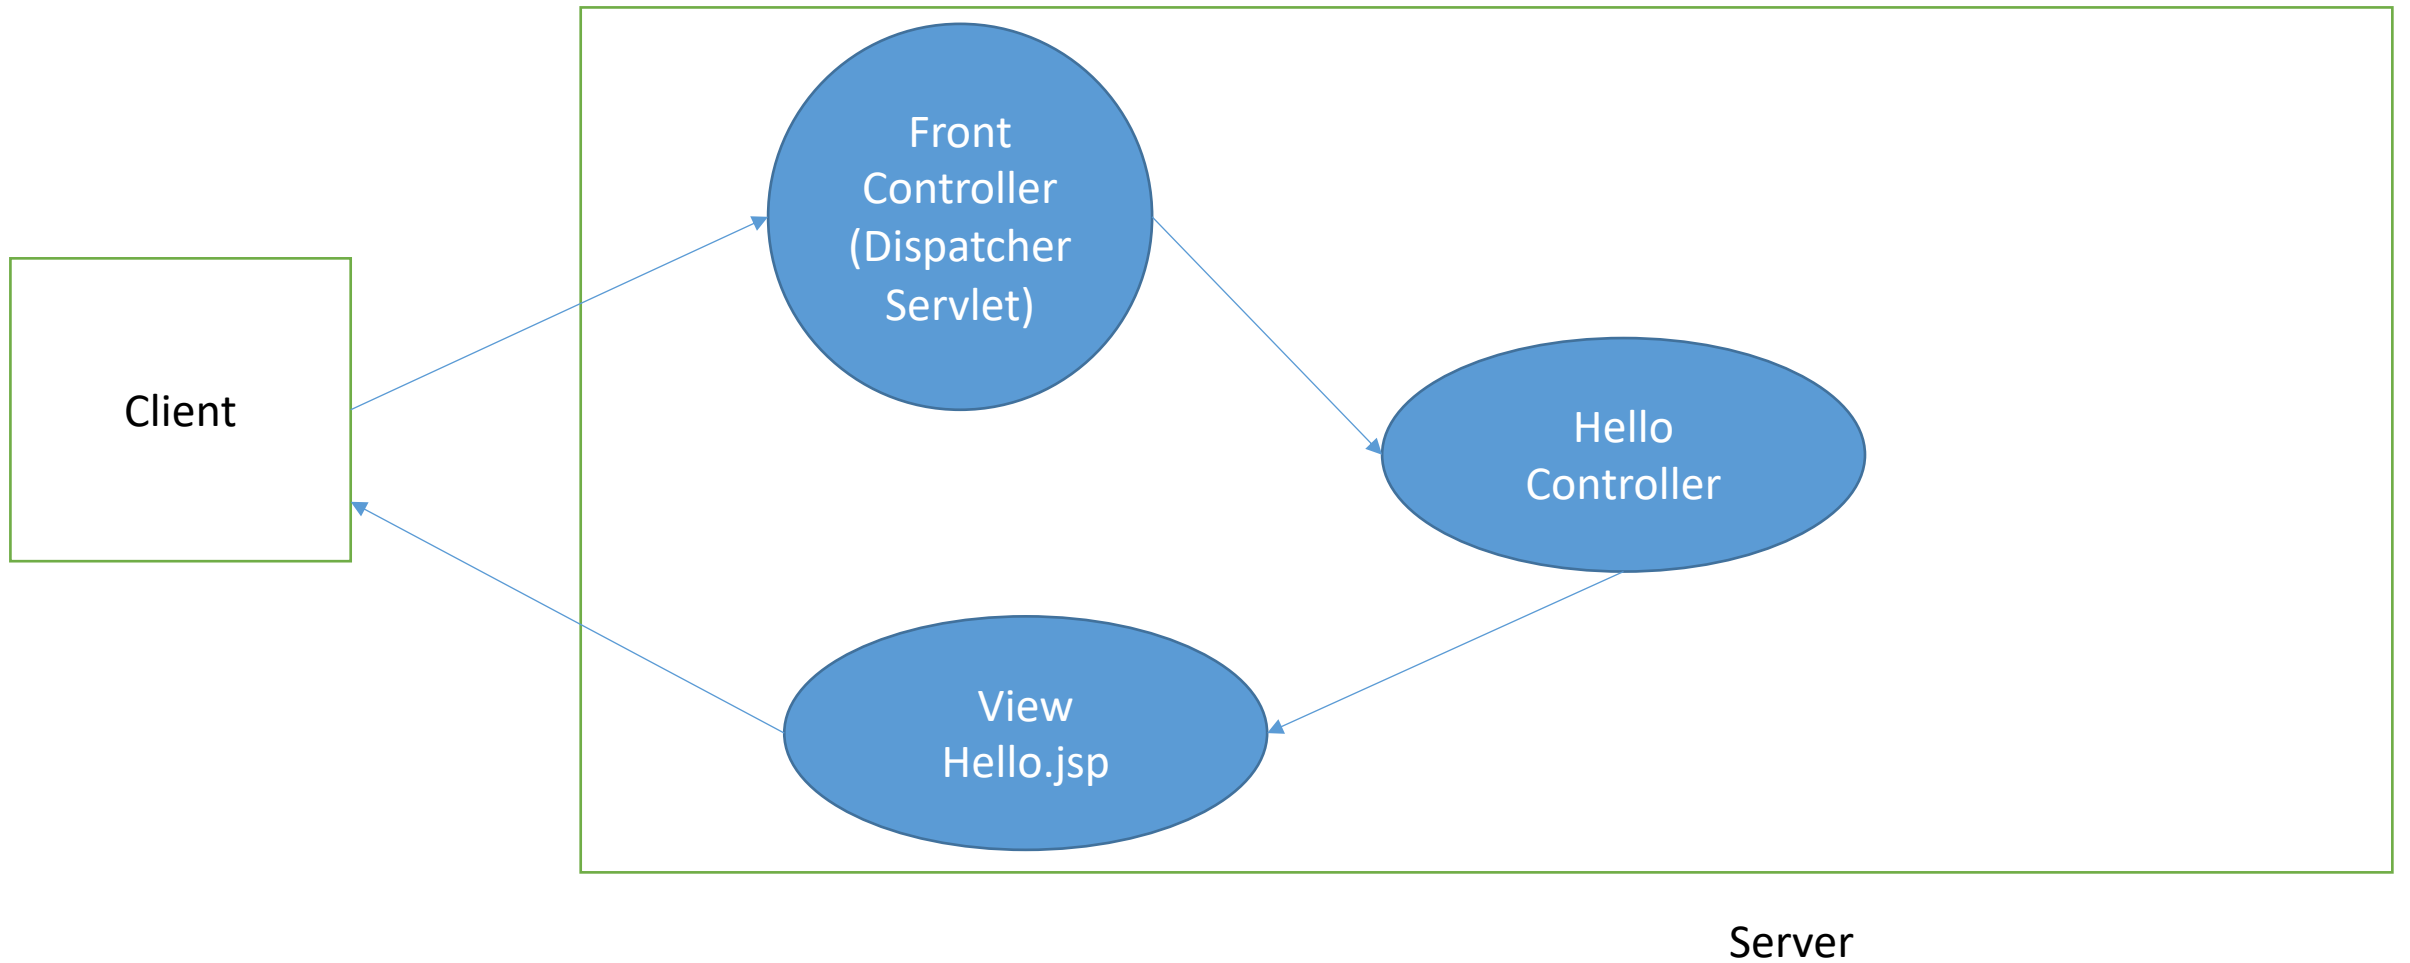 Front
Controller
(Dispatcher
Servlet)
Client
Hello
Controller
View
Hello.jsp
Server